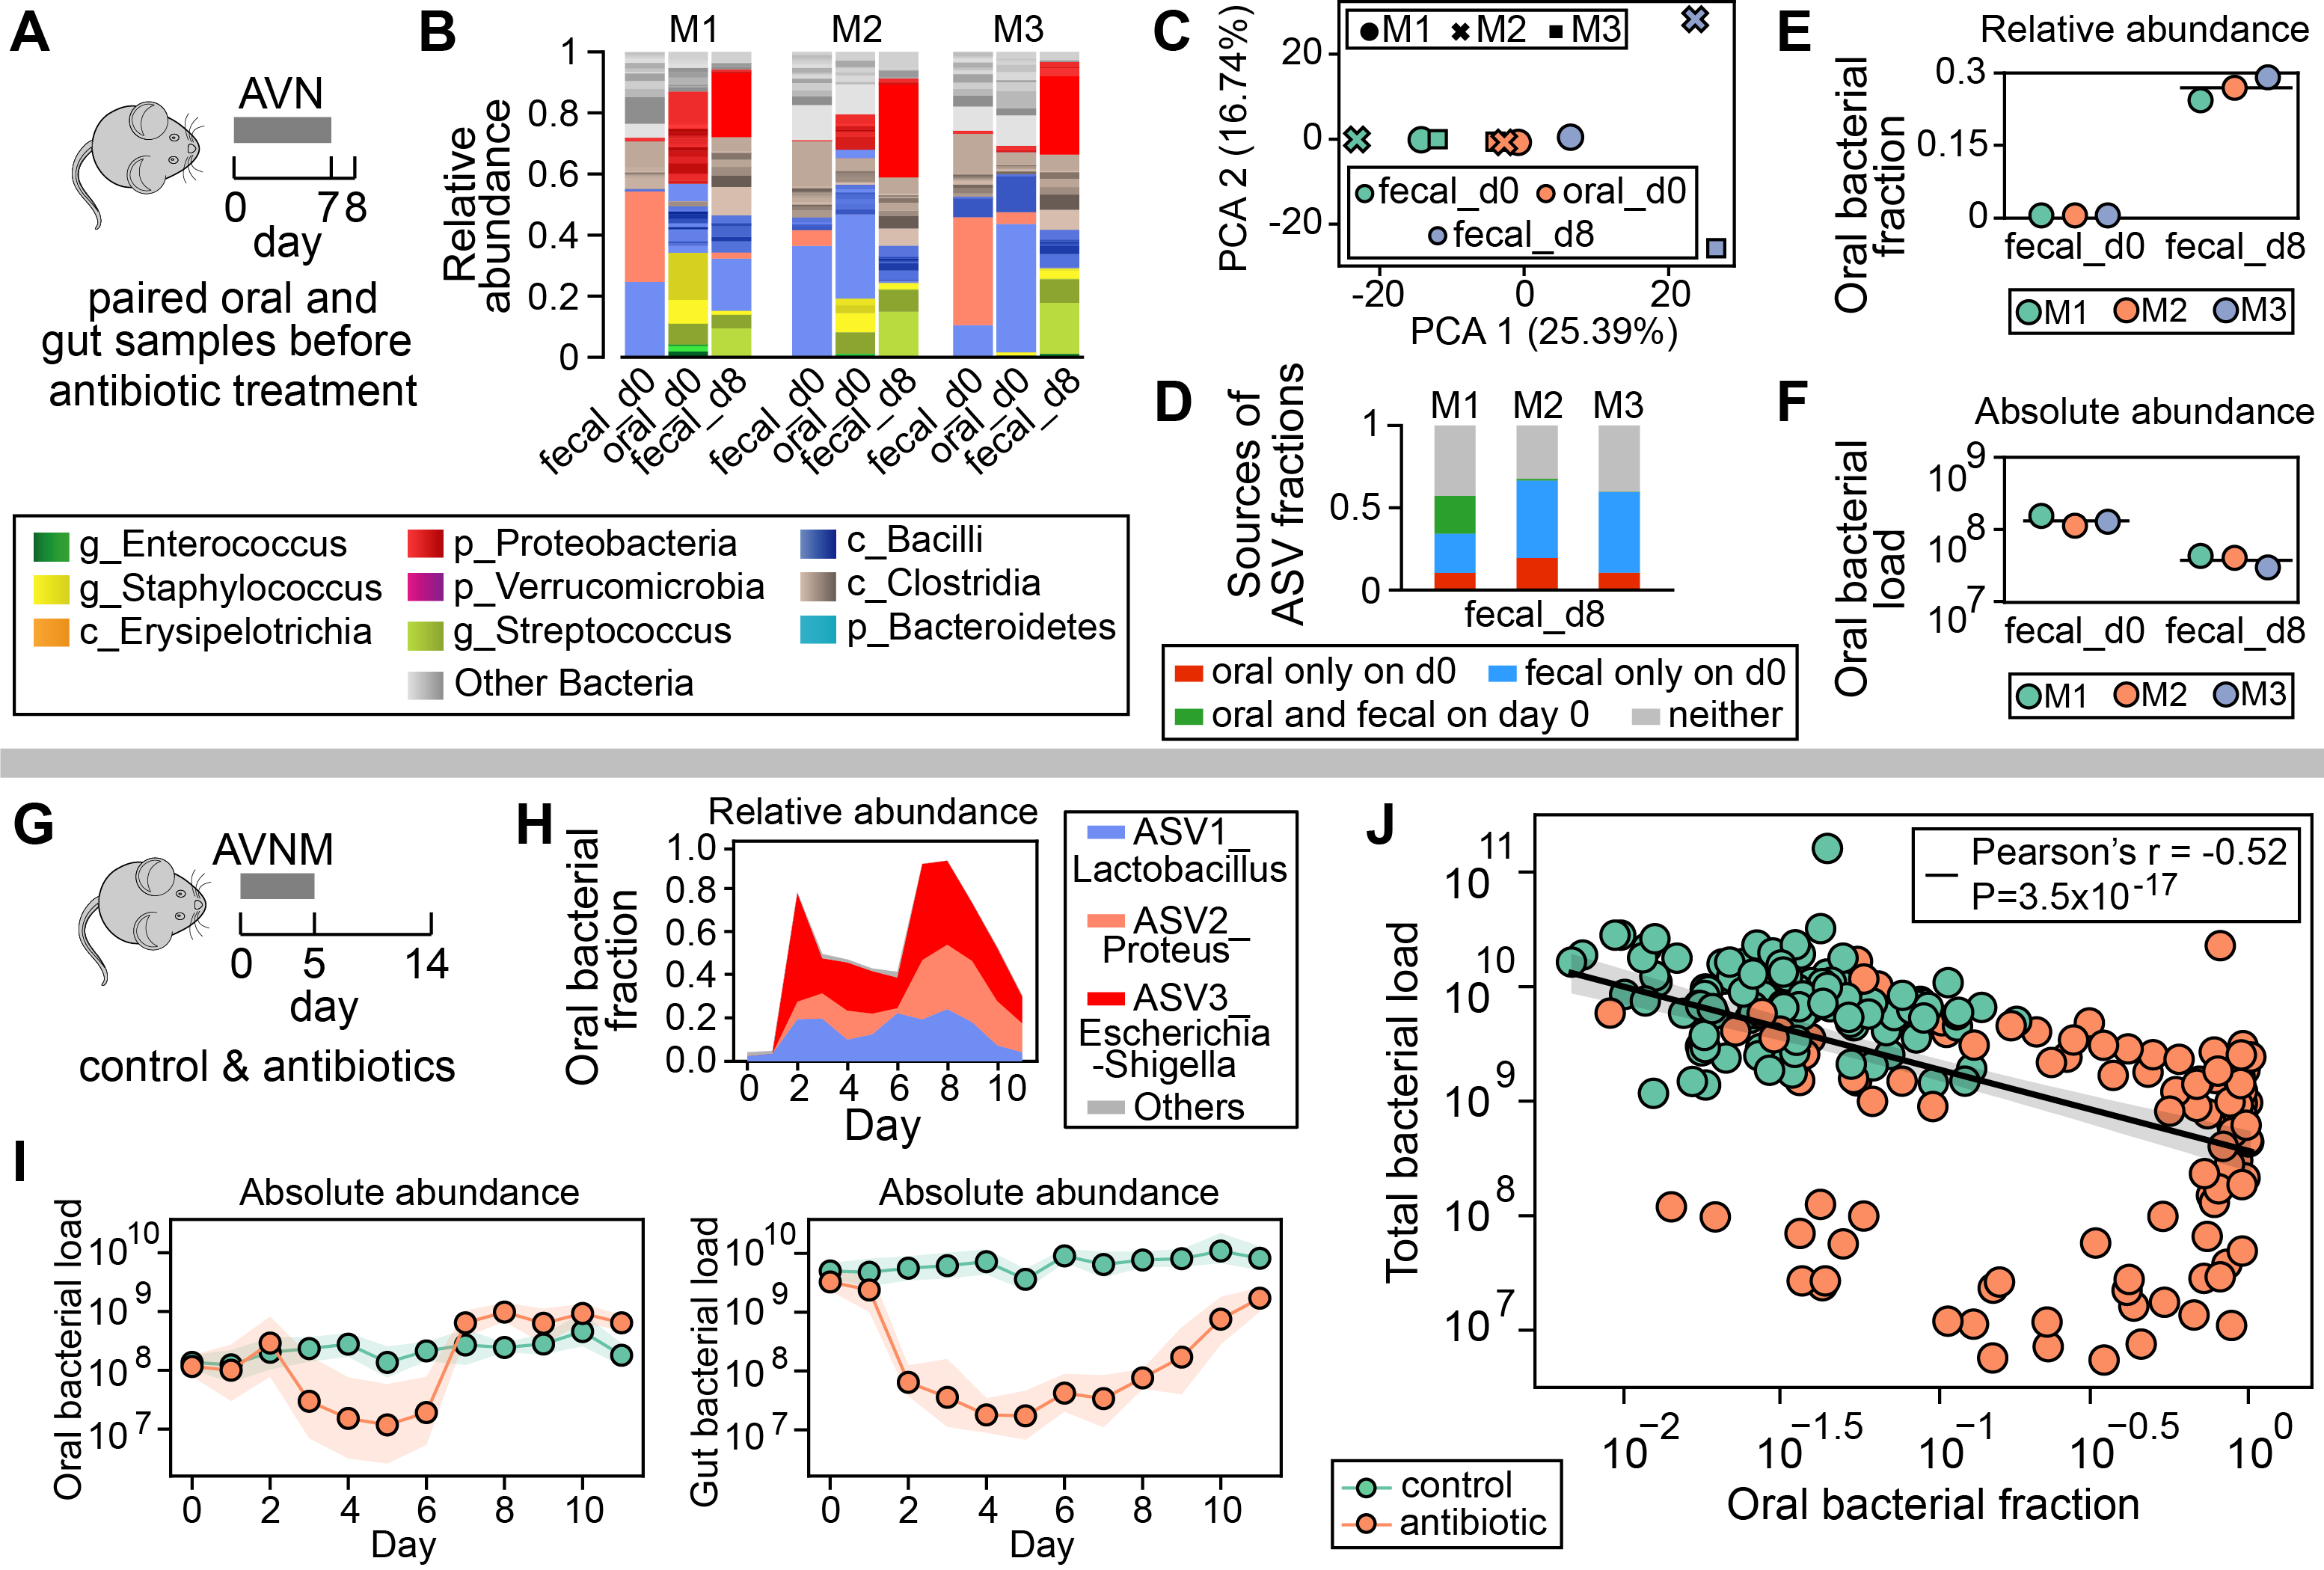 A
AVN
0 7 8
day
paired oral and
gut samples before
antibiotic treatment
B
M1 M2 M3
Relative
abundance
1
0.8
0.6
0.4
0.2
0
fecal_d0
oral_d0
fecal_d8
fecal_d0
oral_d0
fecal_d8
fecal_d0
oral_d0
fecal_d8
g_Enterococcus
g_Staphylococcus
c_Erysipelotrichia
p_Proteobacteria
p_Verrucomicrobia
g_Streptococcus
Other Bacteria
c_Bacilli
c_Clostridia
p_Bacteroidetes
C
M1 M2 M3
PCA 2 (16.74%)
20
0
-20
fecal_d0 oral_d0
fecal_d8
-20 0 20
PCA 1 (25.39%)
D
Sources of
ASV fractions
M1 M2 M3
1
0.5
0
fecal_d8
oral only on d0 fecal only on d0
oral and fecal on day 0 neither
E
Relative abundance
Oral bacterial
fraction
0.3
0.15
0
fecal_d0 fecal_d8
M1 M2 M3
F
Absolute abundance
Oral bacterial
load
10^9
10^8
10^7
fecal_d0 fecal_d8
M1 M2 M3
G
AVNM
0 5 14
day
control & antibiotics
H
Relative abundance
Oral bacterial
fraction
1.0
0.8
0.6
0.4
0.2
0.0
0 2 4 6 8 10
Day
ASV1_
Lactobacillus
ASV2_
Proteus
ASV3_
Escherichia
-Shigella
Others
I
Absolute abundance
Oral bacterial load
10^10
10^9
10^8
10^7
0 2 4 6 8 10
Day
Absolute abundance
Gut bacterial load
10^10
10^9
10^8
10^7
0 2 4 6 8 10
Day
J
Pearson's r = -0.52
P=3.5x10^-17
Total bacterial load
10^11
10^10
10^9
10^8
10^7
10^−2 10^−1.5 10^−1 10^−0.5 10^0
Oral bacterial fraction
control
antibiotic